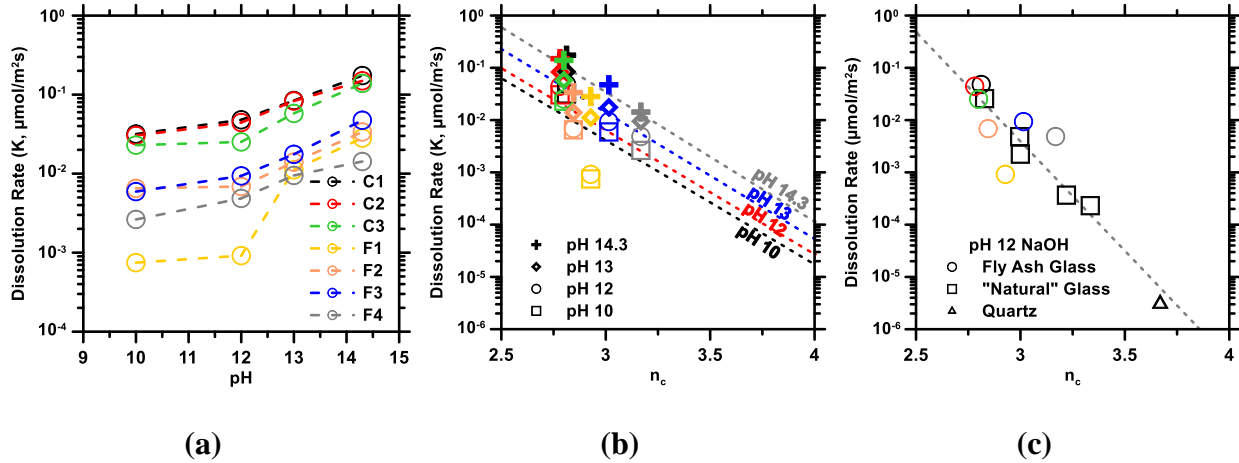 Dissolution Rate (K, μmol/m²s)
10⁰
10⁻¹
10⁻²
10⁻³
10⁻⁴
9 10 11 12 13 14 15
pH
C1
C2
C3
F1
F2
F3
F4
(a)
Dissolution Rate (K, μmol/m²s)
10⁰
10⁻¹
10⁻²
10⁻³
10⁻⁴
10⁻⁵
10⁻⁶
2.5 3 3.5 4
n_c
pH 14.3
pH 13
pH 12
pH 10
pH 14.3
pH 13
pH 12
pH 10
(b)
Dissolution Rate (μmol/m²s)
10⁰
10⁻¹
10⁻²
10⁻³
10⁻⁴
10⁻⁵
10⁻⁶
2.5 3 3.5 4
n_c
pH 12 NaOH
Fly Ash Glass
"Natural" Glass
Quartz
(c)